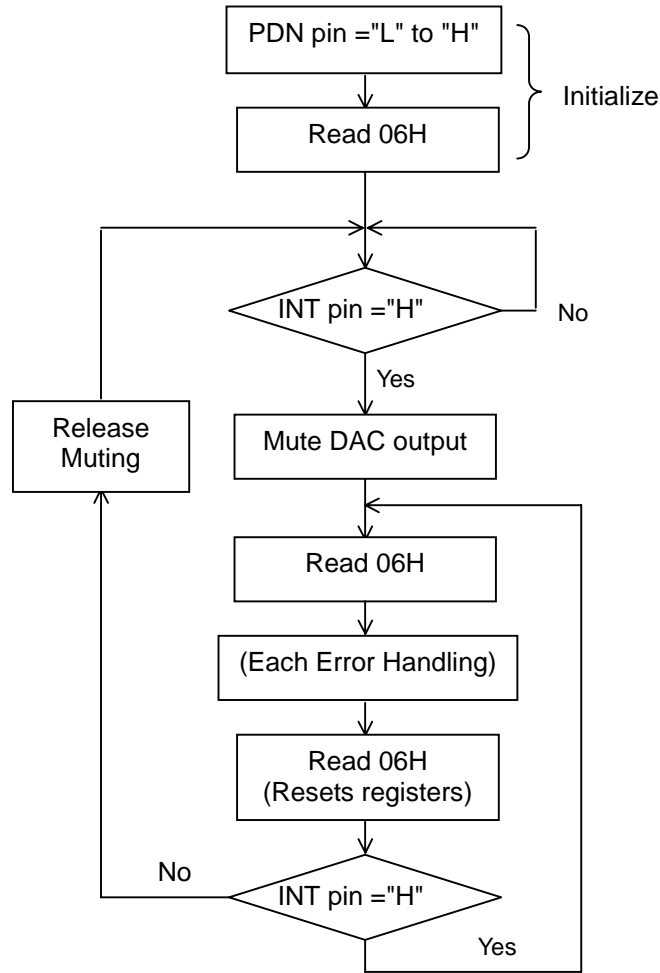 PDN pin ="L" to "H"
Initialize
Read 06H
INT pin ="H"
No
Yes
Release
Muting
Mute DAC output
Read 06H
(Each Error Handling)
Read 06H
(Resets registers)
No
INT pin ="H"
Yes